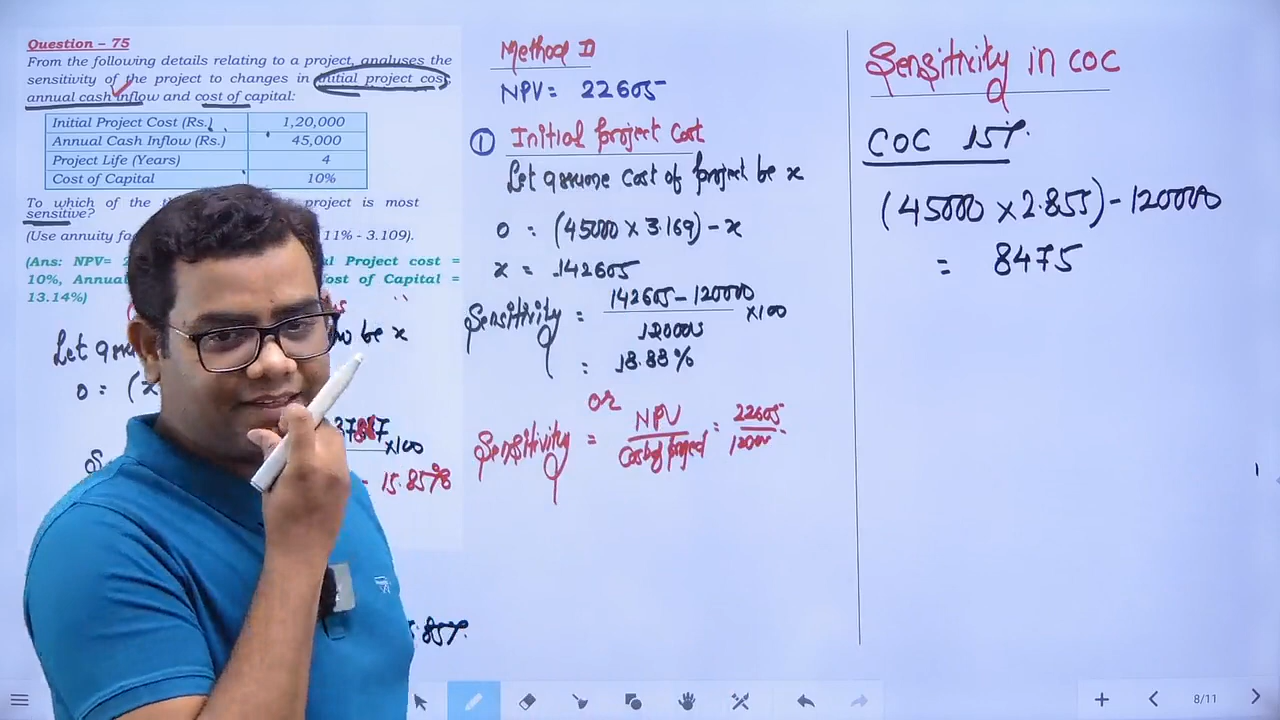 Question – 75
From the following details relating to a project, analyses the
sensitivity of the project to changes in initial project cost
annual cash inflow and cost of capital:
Initial Project Cost (Rs.) 1,20,000
Annual Cash Inflow (Rs.) 45,000
Project Life (Years) 4
Cost of Capital 10%
To which of the project is most
sensitive?
(Use annuity 11% - 3.109).
(Ans: NPV= Project cost =
10%, Annual Cost of Capital =
13.14%)
Let be x
0 = (
×100
15.85%
.85%
Method II
NPV = 22605
① Initial project cost
Let assume cost of project be x
0 = (45000 × 3.169) - x
x = 142605
Sensitivity = 142605 - 120000 / 120000 × 100
= 18.88%
or
Sensitivity = NPV / Cost of project = 22605 /
Sensitivity in COC
COC 15%
(45000 × 2.855) - 120000
= 8475
8/11